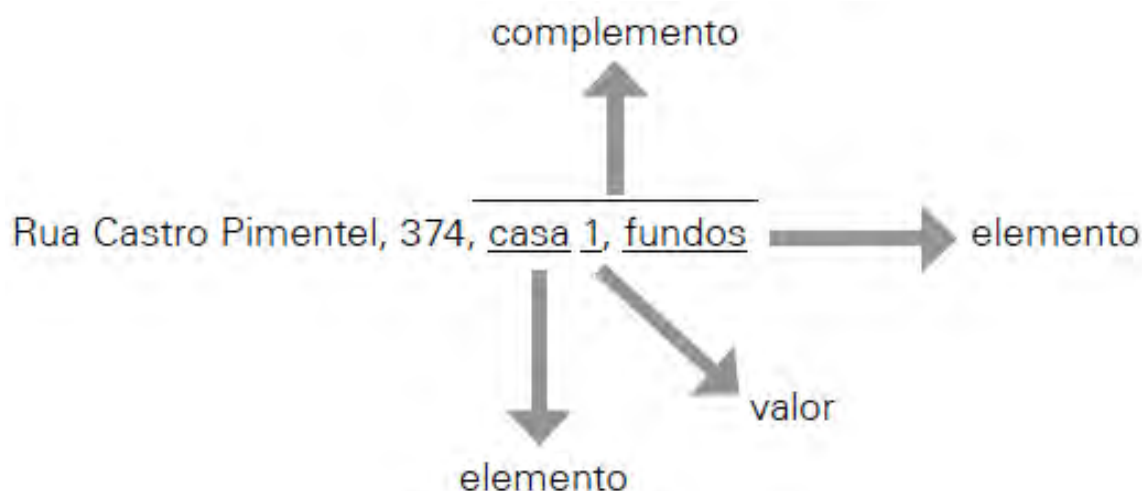 complemento
Rua Castro Pimentel, 374, casa 1, fundos
elemento
valor
elemento